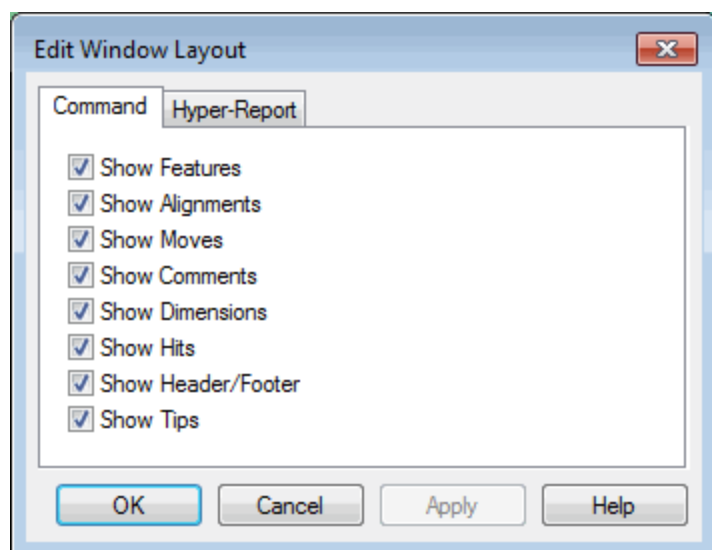 Edit Window Layout
Command Hyper-Report
Show Features
Show Alignments
Show Moves
Show Comments
Show Dimensions
Show Hits
Show Header/Footer
Show Tips
OK Cancel Apply Help